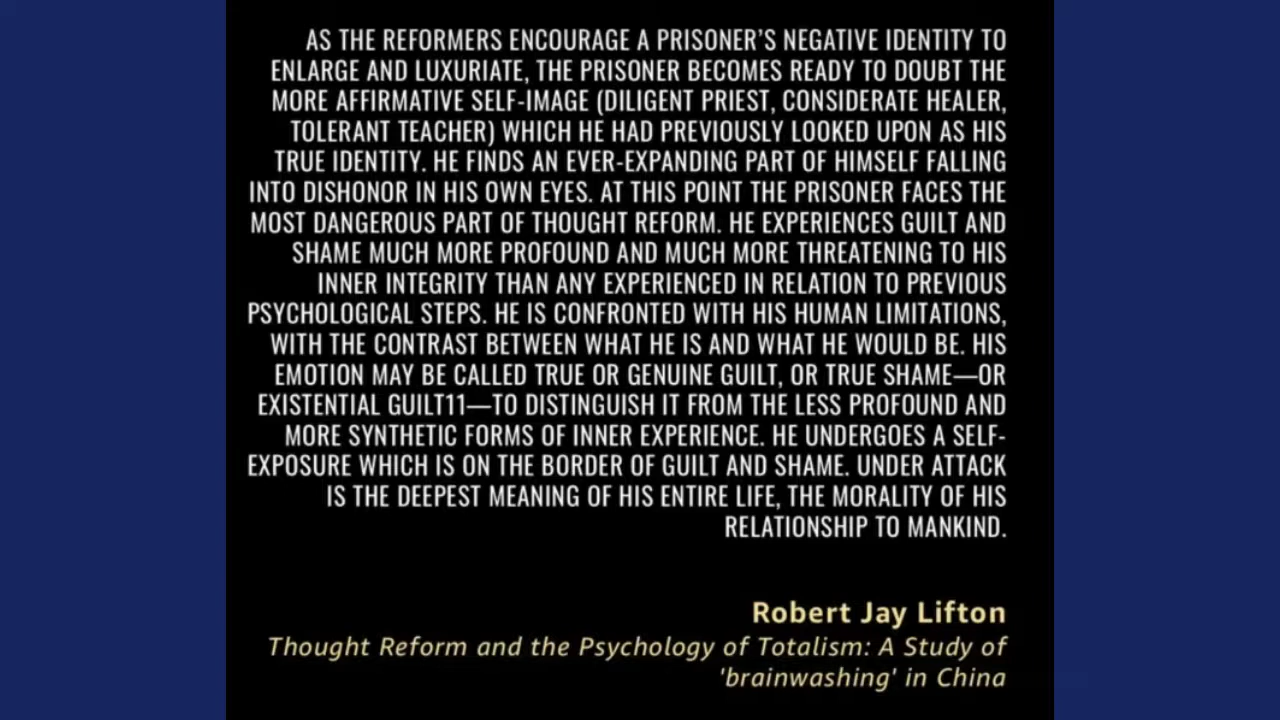 AS THE REFORMERS ENCOURAGE A PRISONER’S NEGATIVE IDENTITY TO
ENLARGE AND LUXURIATE, THE PRISONER BECOMES READY TO DOUBT THE
MORE AFFIRMATIVE SELF-IMAGE (DILIGENT PRIEST, CONSIDERATE HEALER,
TOLERANT TEACHER) WHICH HE HAD PREVIOUSLY LOOKED UPON AS HIS
TRUE IDENTITY. HE FINDS AN EVER-EXPANDING PART OF HIMSELF FALLING
INTO DISHONOR IN HIS OWN EYES. AT THIS POINT THE PRISONER FACES THE
MOST DANGEROUS PART OF THOUGHT REFORM. HE EXPERIENCES GUILT AND
SHAME MUCH MORE PROFOUND AND MUCH MORE THREATENING TO HIS
INNER INTEGRITY THAN ANY EXPERIENCED IN RELATION TO PREVIOUS
PSYCHOLOGICAL STEPS. HE IS CONFRONTED WITH HIS HUMAN LIMITATIONS,
WITH THE CONTRAST BETWEEN WHAT HE IS AND WHAT HE WOULD BE. HIS
EMOTION MAY BE CALLED TRUE OR GENUINE GUILT, OR TRUE SHAME—OR
EXISTENTIAL GUILT11—TO DISTINGUISH IT FROM THE LESS PROFOUND AND
MORE SYNTHETIC FORMS OF INNER EXPERIENCE. HE UNDERGOES A SELF-
EXPOSURE WHICH IS ON THE BORDER OF GUILT AND SHAME. UNDER ATTACK
IS THE DEEPEST MEANING OF HIS ENTIRE LIFE, THE MORALITY OF HIS
RELATIONSHIP TO MANKIND.
Robert Jay Lifton
Thought Reform and the Psychology of Totalism: A Study of
'brainwashing' in China